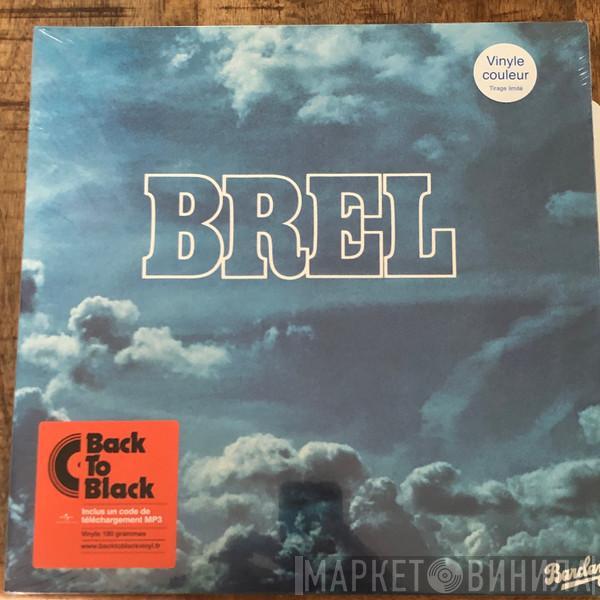 Vinyle
couleur
Tirage limité
BREL
Back
To
Black
Inclus un code de
téléchargement MP3
Vinyle 180 grammes
www.backtoblackvinyl.fr
Barclay
МАРКЕТ ВИНИЛА